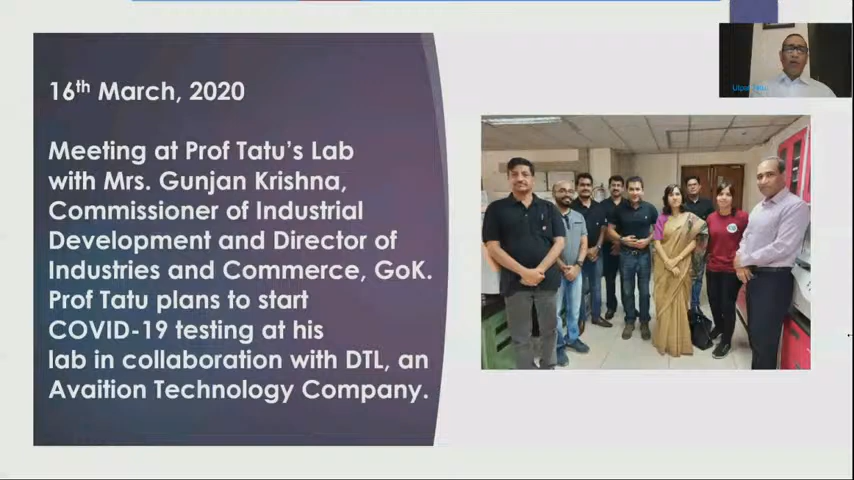 16th March, 2020
Meeting at Prof Tatu's Lab
with Mrs. Gunjan Krishna,
Commissioner of Industrial
Development and Director of
Industries and Commerce, GoK.
Prof Tatu plans to start
COVID-19 testing at his
lab in collaboration with DTL, an
Avaition Technology Company.